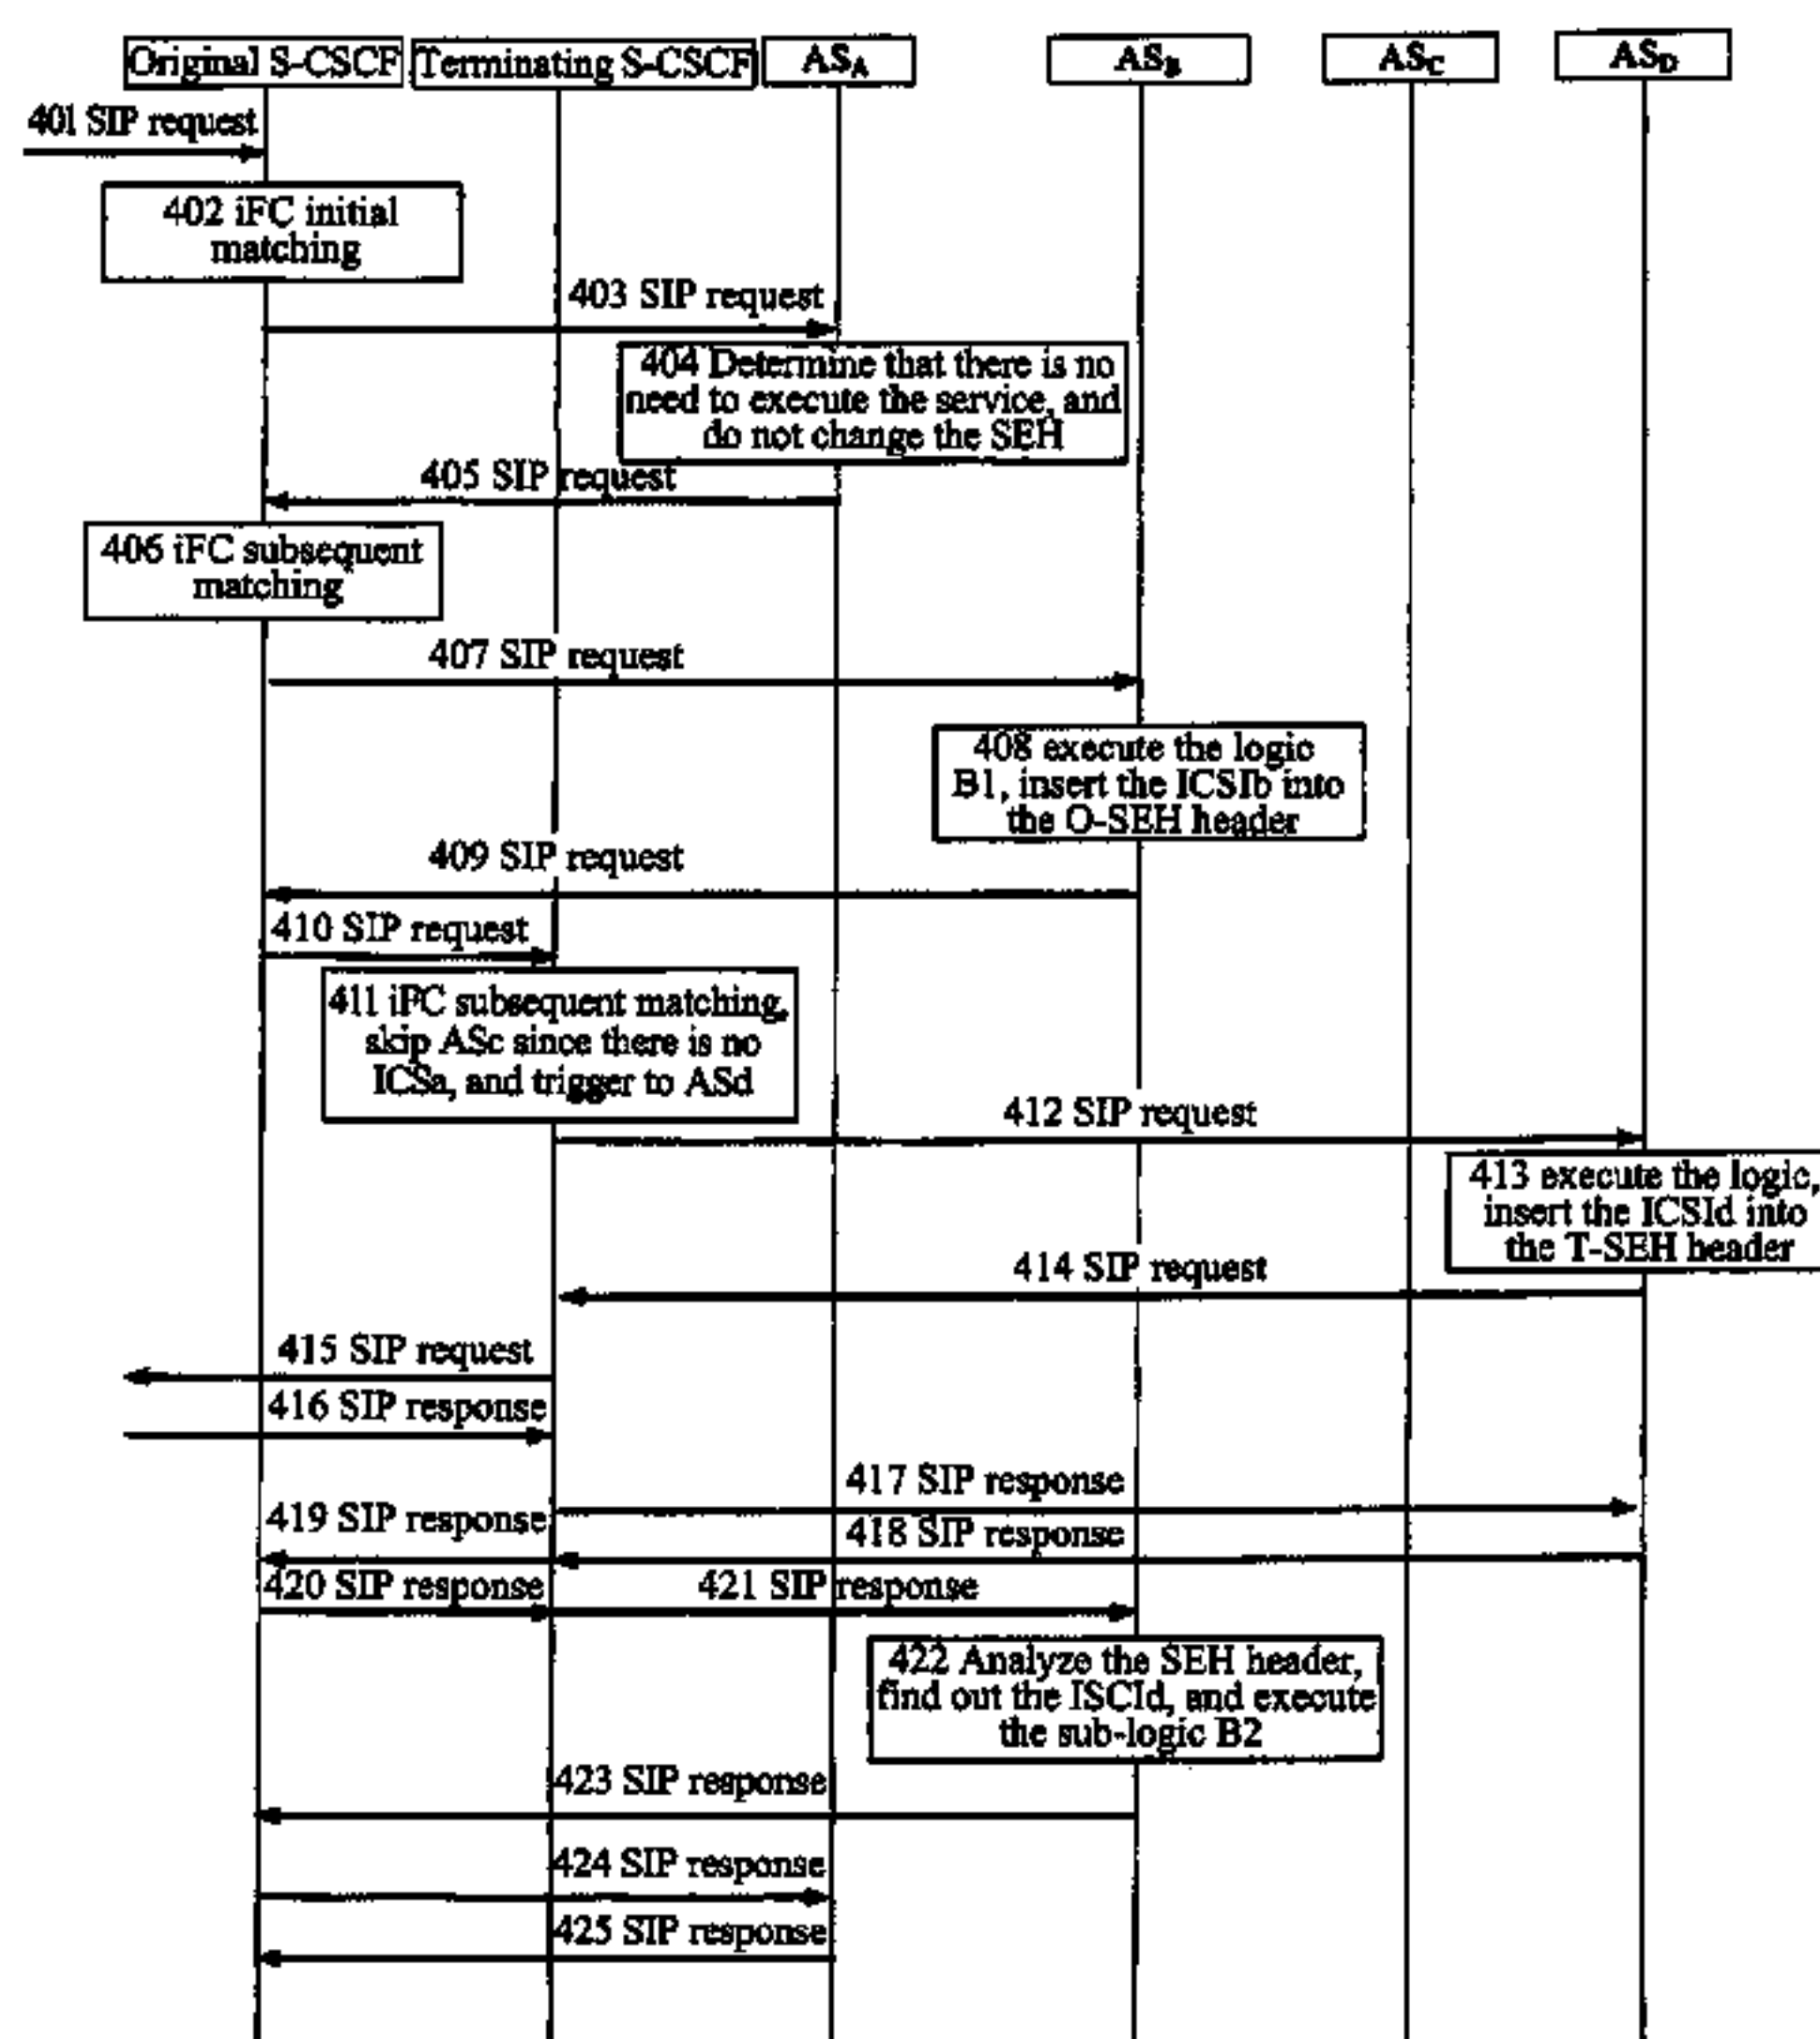 Original S-CSCF
Terminating S-CSCF
ASA
ASB
ASC
ASD
401 SIP request
402 iFC initial
matching
403 SIP request
404 Determine that there is no
need to execute the service, and
do not change the SEH
405 SIP request
406 iFC subsequent
matching
407 SIP request
408 execute the logic
B1, insert the ICSIb into
the O-SEH header
409 SIP request
410 SIP request
411 iFC subsequent matching,
skip ASc since there is no
ICSa, and trigger to ASd
412 SIP request
413 execute the logic,
insert the ICSId into
the T-SEH header
414 SIP request
415 SIP request
416 SIP response
417 SIP response
419 SIP response
418 SIP response
420 SIP response
421 SIP response
422 Analyze the SEH header,
find out the ISCId, and execute
the sub-logic B2
423 SIP response
424 SIP response
425 SIP response